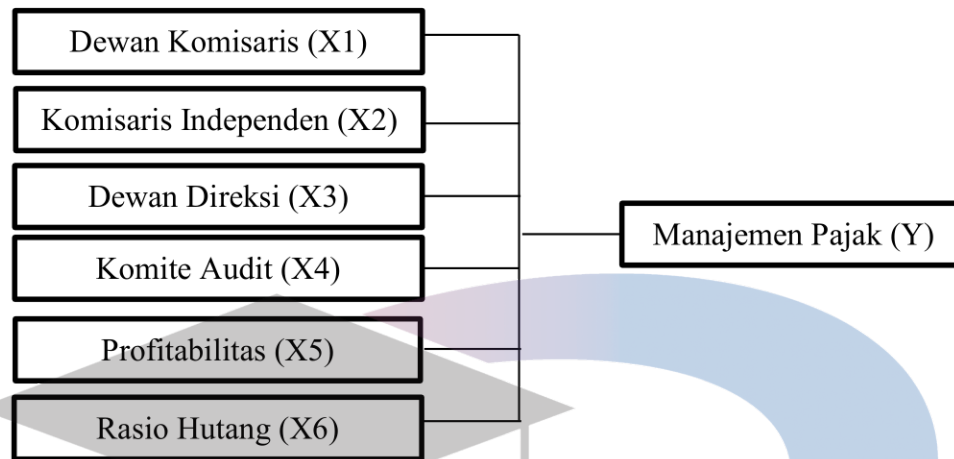 Dewan Komisaris (X1)
Komisaris Independen (X2)
Dewan Direksi (X3)
Manajemen Pajak (Y)
Komite Audit (X4)
Profitabilitas (X5)
Rasio Hutang (X6)